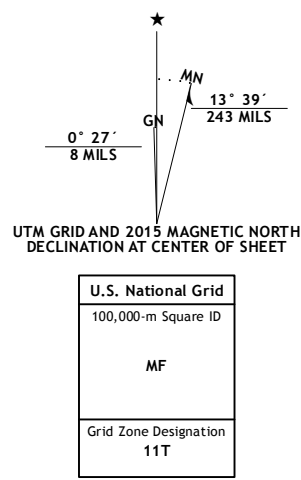 ★
MN
GN
13° 39´
243 MILS
0° 27´
8 MILS
UTM GRID AND 2015 MAGNETIC NORTH
DECLINATION AT CENTER OF SHEET
U.S. National Grid
100,000-m Square ID
MF
Grid Zone Designation
11T